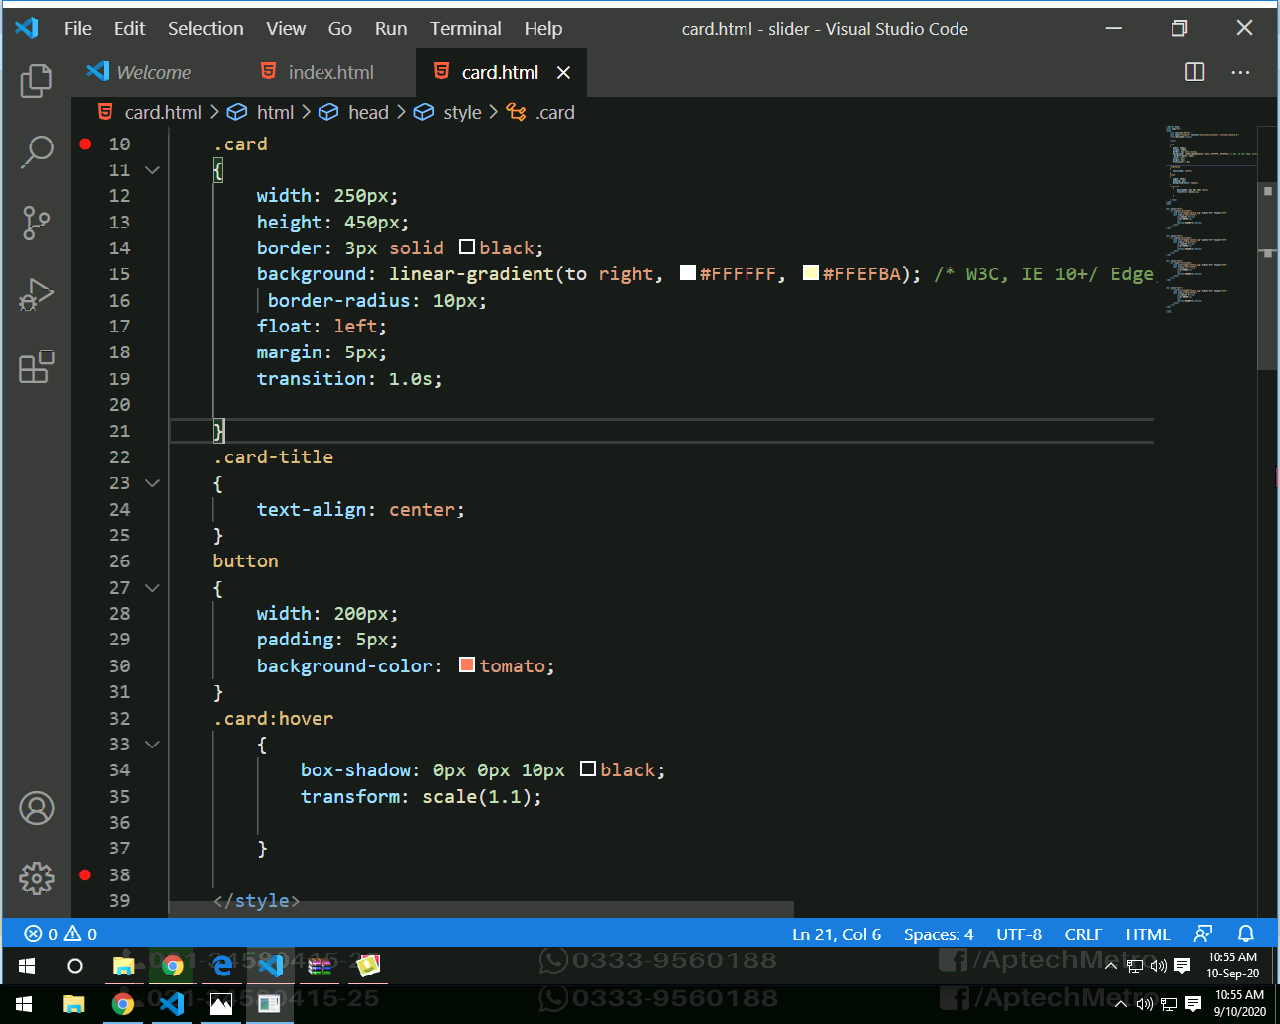 File Edit Selection View Go Run Terminal Help card.html - slider - Visual Studio Code
Welcome index.html card.html
card.html > html > head > style > .card
10 .card
11 {
12 width: 250px;
13 height: 450px;
14 border: 3px solid black;
15 background: linear-gradient(to right, #FFFFFF, #FFEFBA); /* W3C, IE 10+/ Edge,
16 border-radius: 10px;
17 float: left;
18 margin: 5px;
19 transition: 1.0s;
20
21 }
22 .card-title
23 {
24 text-align: center;
25 }
26 button
27 {
28 width: 200px;
29 padding: 5px;
30 background-color: tomato;
31 }
32 .card:hover
33 {
34 box-shadow: 0px 0px 10px black;
35 transform: scale(1.1);
36
37 }
38
39 </style>
0 0 Ln 21, Col 6 Spaces: 4 UTF-8 CRLF HTML
0333-9560188 /AptechMetro 10:55 AM
10-Sep-20
0333-9560188 /AptechMetro 10:55 AM
9/10/2020